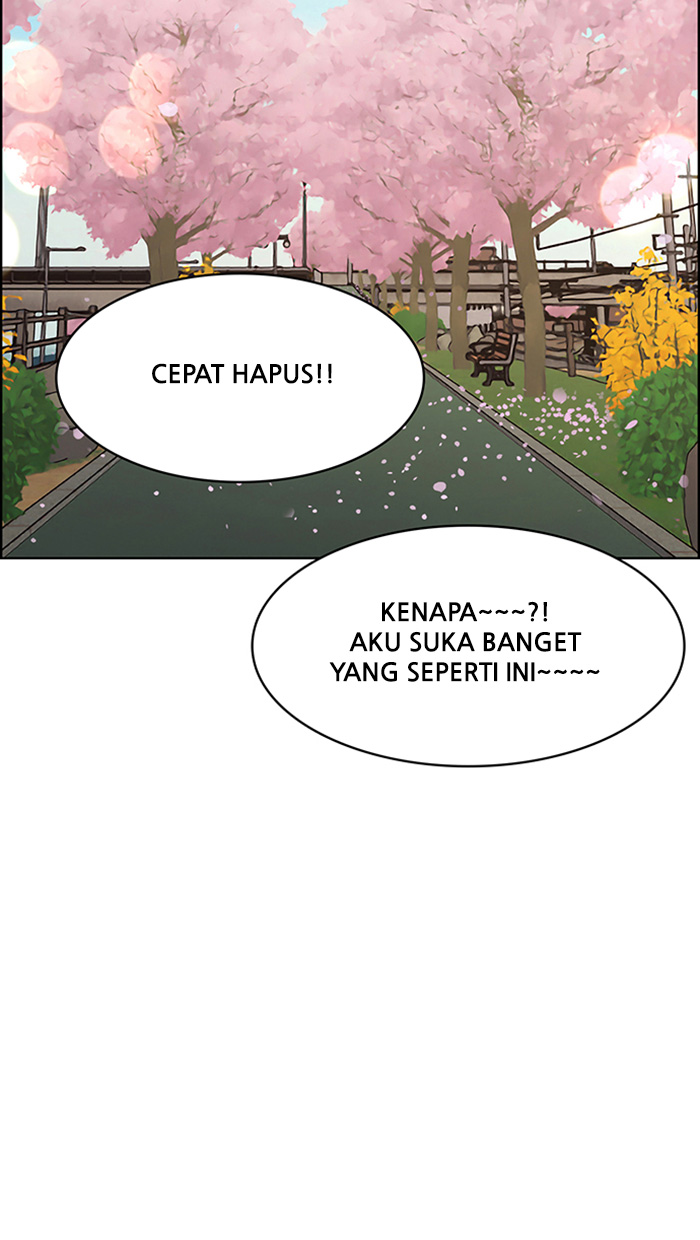 CEPAT HAPUS!!
KENAPA~~~?!
AKU SUKA BANGET
YANG SEPERTI INI~~~~